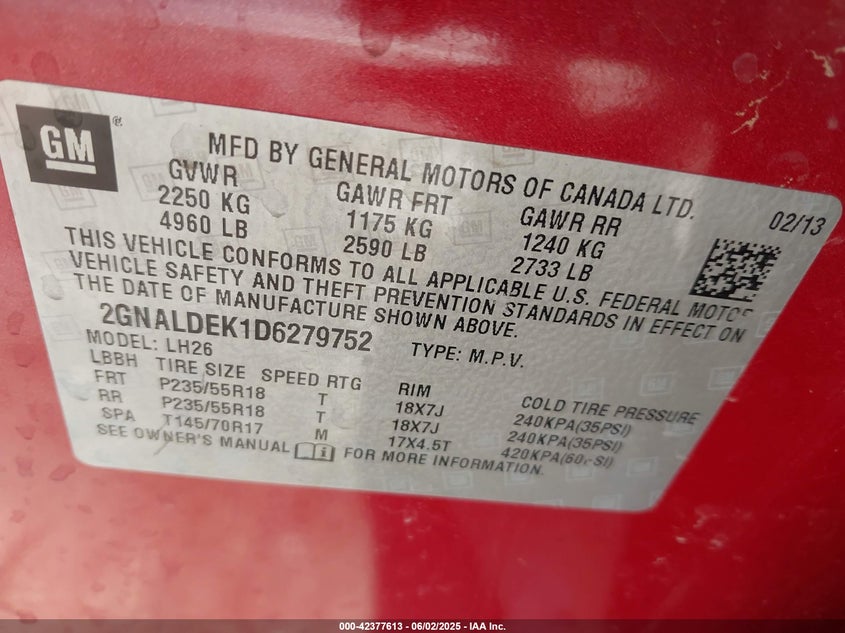 GM®
MFD BY GENERAL MOTORS OF CANADA LTD.
02/13
GVWR GAWR FRT GAWR RR
2250 KG 1175 KG 1240 KG
4960 LB 2590 LB 2733 LB
THIS VEHICLE CONFORMS TO ALL APPLICABLE U.S. FEDERAL MOTOR
VEHICLE SAFETY AND THEFT PREVENTION STANDARDS IN EFFECT ON
THE DATE OF MANUFACTURE SHOWN ABOVE.
2GNALDEK1D6279752 TYPE: M.P.V.
MODEL: LH26
LBBH TIRE SIZE SPEED RTG RIM COLD TIRE PRESSURE
FRT P235/55R18 T 18X7J 240KPA(35PSI)
RR P235/55R18 T 18X7J 240KPA(35PSI)
SPA T145/70R17 M 17X4.5T 420KPA(60PSI)
SEE OWNER'S MANUAL FOR MORE INFORMATION.
000-42377613 - 06/02/2025 - IAA Inc.